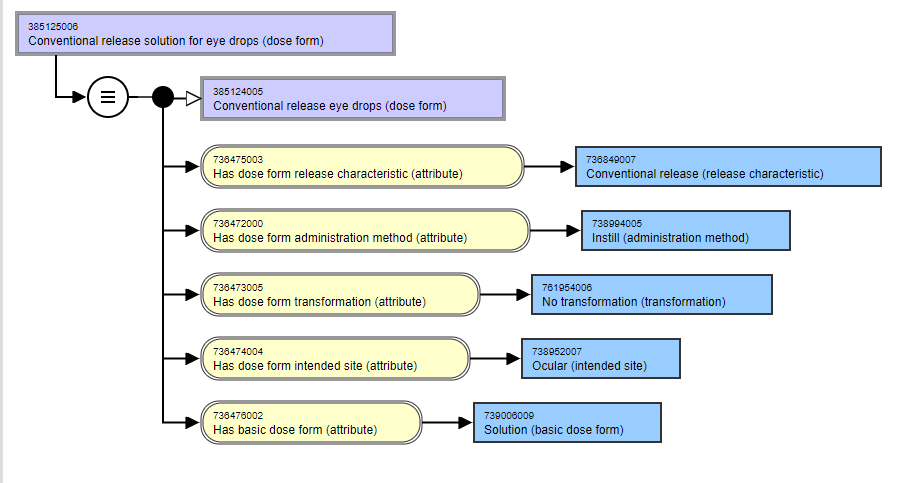 385125006
Conventional release solution for eye drops (dose form)
385124005
Conventional release eye drops (dose form)
736475003
Has dose form release characteristic (attribute)
736849007
Conventional release (release characteristic)
736472000
Has dose form administration method (attribute)
738994005
Instill (administration method)
736473005
Has dose form transformation (attribute)
761954006
No transformation (transformation)
736474004
Has dose form intended site (attribute)
738952007
Ocular (intended site)
736476002
Has basic dose form (attribute)
739006009
Solution (basic dose form)